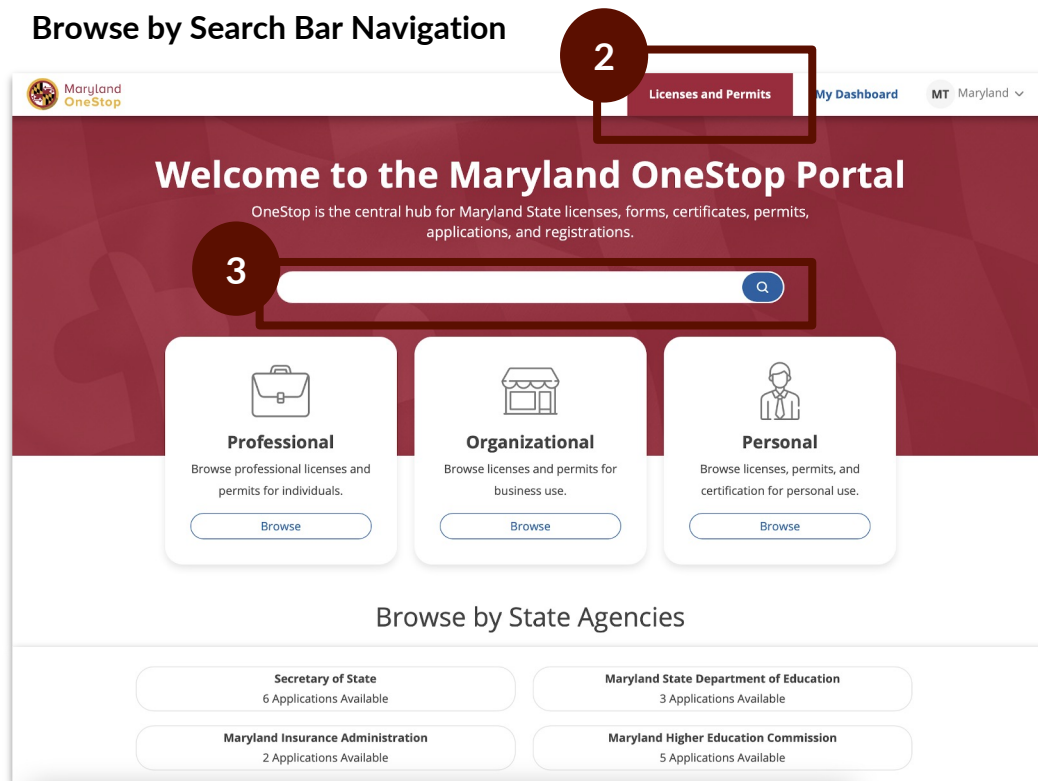 Browse by Search Bar Navigation
2
Maryland
OneStop
Licenses and Permits
My Dashboard
MT
Maryland
Welcome to the Maryland OneStop Portal
OneStop is the central hub for Maryland State licenses, forms, certificates, permits,
applications, and registrations.
3
Professional
Browse professional licenses and
permits for individuals.
Browse
Organizational
Browse licenses and permits for
business use.
Browse
Personal
Browse licenses, permits, and
certification for personal use.
Browse
Browse by State Agencies
Secretary of State
6 Applications Available
Maryland State Department of Education
3 Applications Available
Maryland Insurance Administration
2 Applications Available
Maryland Higher Education Commission
5 Applications Available